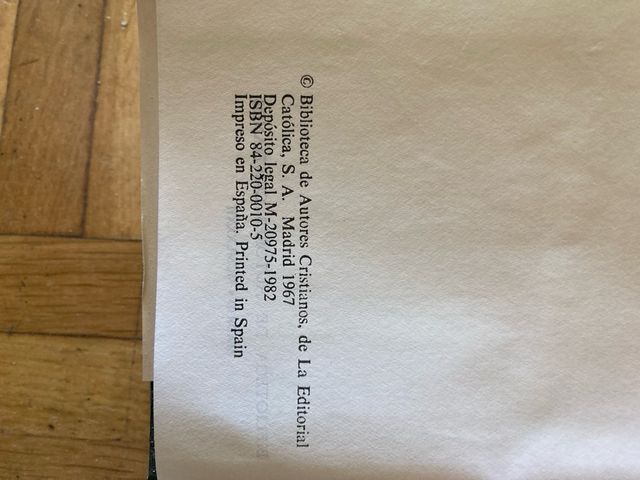 © Biblioteca de Autores Cristianos, de La Editorial
Católica, S. A. Madrid 1967
Depósito legal M-20975-1982
ISBN 84-220-0010-5
Impreso en España. Printed in Spain